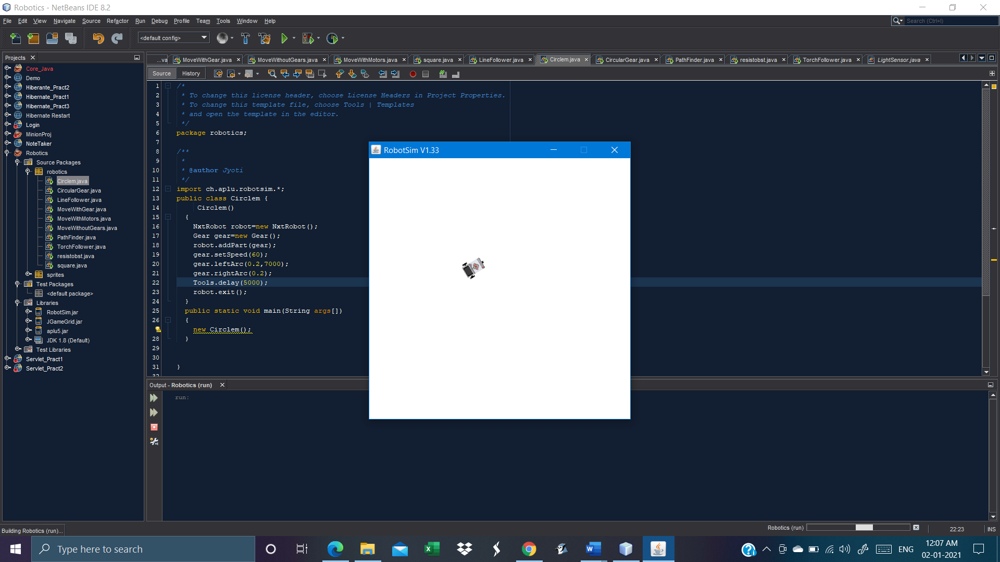 Robotics - NetBeans IDE 8.2
File Edit View Navigate Source Refactor Run Debug Profile Team Tools Window Help
Search (Ctrl+I)
<default config>
Projects
...va MoveWithGear.java MoveWithoutGears.java MoveWithMotors.java square.java LineFollower.java Circlem.java CircularGear.java PathFinder.java resistobst.java TorchFollower.java LightSensor.java
Source History
Core_Java
Demo
Hiberante_Pract2
Hibernate_Pract1
Hibernate_Pract3
Hibernate Restart
Login
MinionProj
NoteTaker
Robotics
Source Packages
robotics
Circlem.java
CircularGear.java
LineFollower.java
MoveWithGear.java
MoveWithMotors.java
MoveWithoutGears.java
PathFinder.java
TorchFollower.java
resistobst.java
square.java
sprites
Test Packages
<default package>
Libraries
RobotSim.jar
JGameGrid.jar
aplu5.jar
JDK 1.8 (Default)
Test Libraries
Servlet_Pract1
Servlet_Pract2
1 /*
2 * To change this license header, choose License Headers in Project Properties.
3 * To change this template file, choose Tools | Templates
4 * and open the template in the editor.
5 */
6 package robotics;
7
8 /**
9 *
10 * @author Jyoti
11 */
12 import ch.aplu.robotsim.*;
13 public class Circlem {
14 Circlem()
15 {
16 NxtRobot robot=new NxtRobot();
17 Gear gear=new Gear();
18 robot.addPart(gear);
19 gear.setSpeed(60);
20 gear.leftArc(0.2,7000);
21 gear.rightArc(0.2);
22 Tools.delay(5000);
23 robot.exit();
24 }
25 public static void main(String args[])
26 {
new Circlem();
28 }
29
30
31 }
32
RobotSim V1.33
Output - Robotics (run)
run:
Building Robotics (run)...
Robotics (run)
22:23
INS
Type here to search
ENG
12:07 AM
02-01-2021